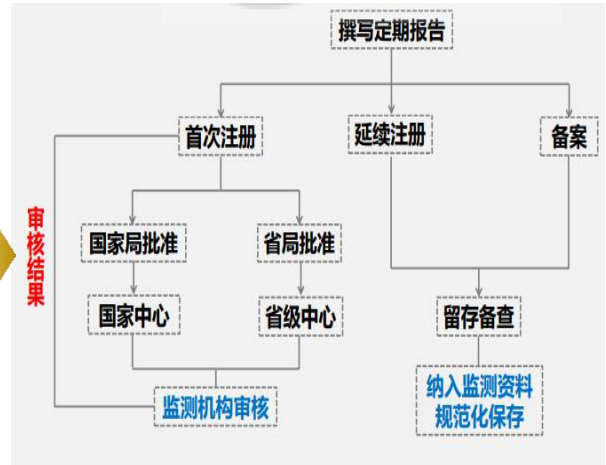 撰写定期报告
首次注册
延续注册
备案
审核结果
国家局批准
省局批准
国家中心
省级中心
留存备查
监测机构审核
纳入监测资料
规范化保存